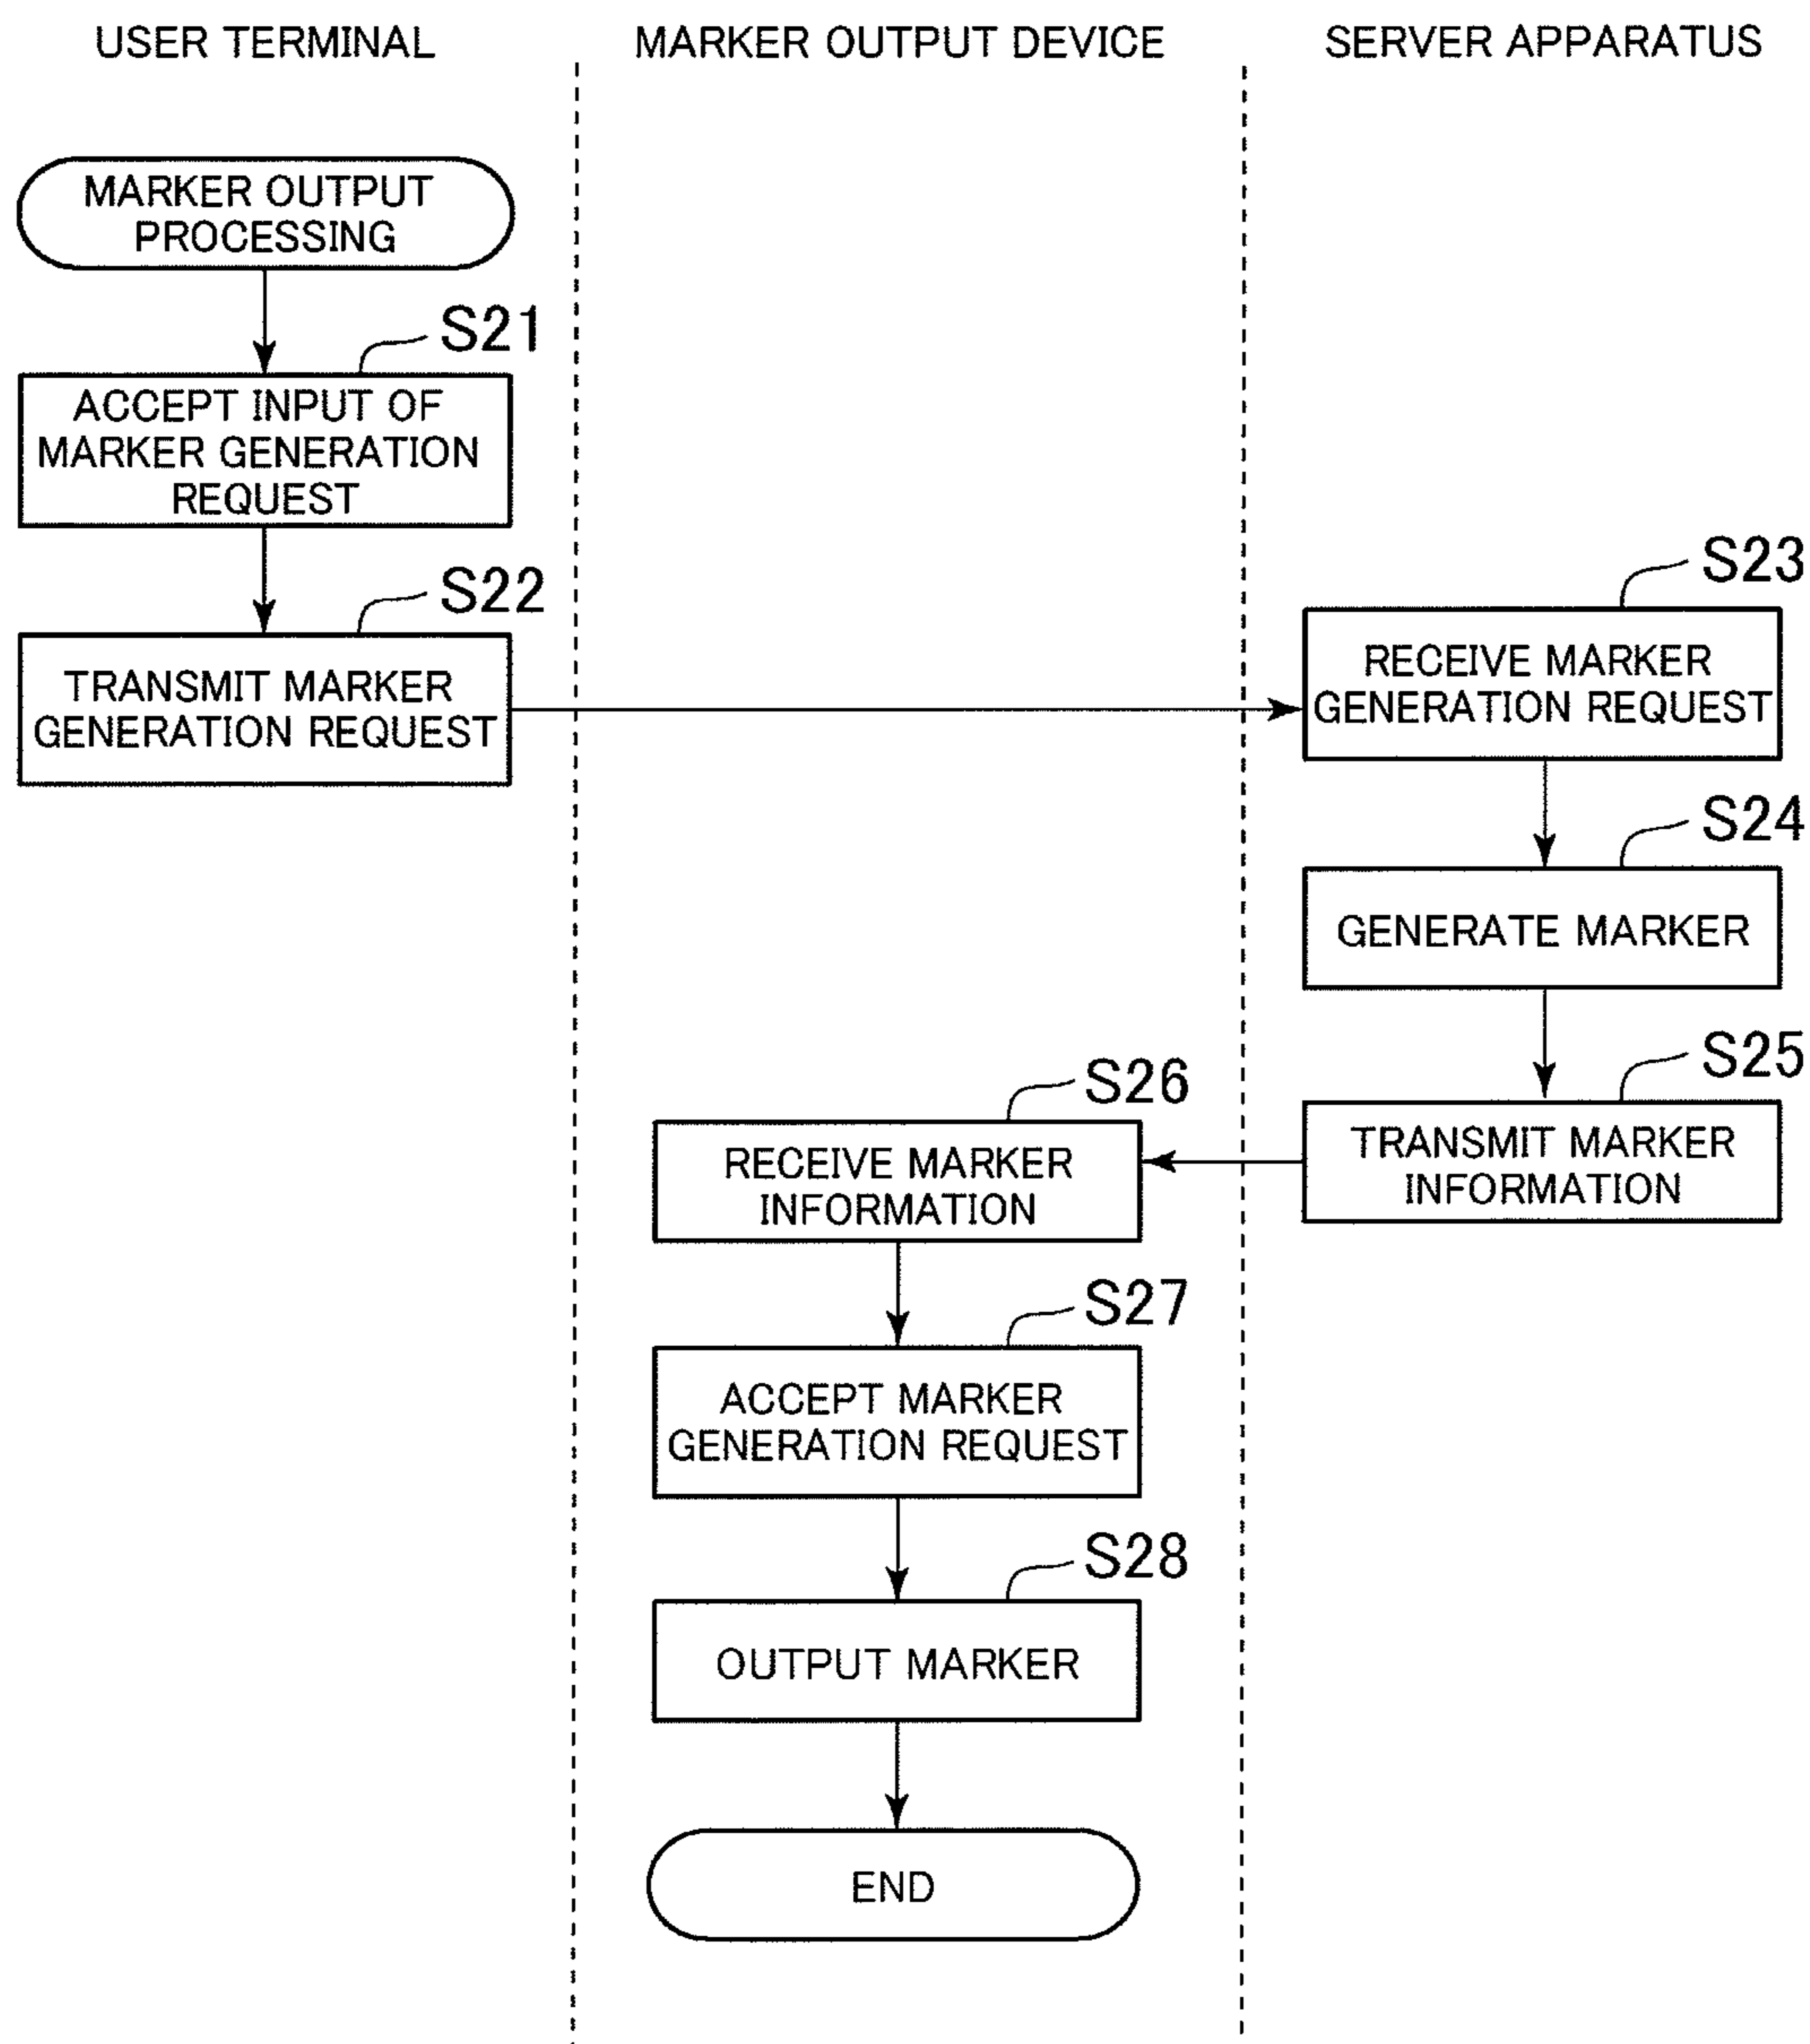 USER TERMINAL
MARKER OUTPUT DEVICE
SERVER APPARATUS
MARKER OUTPUT
PROCESSING
S21
ACCEPT INPUT OF
MARKER GENERATION
REQUEST
S22
TRANSMIT MARKER
GENERATION REQUEST
S23
RECEIVE MARKER
GENERATION REQUEST
S24
GENERATE MARKER
S25
TRANSMIT MARKER
INFORMATION
S26
RECEIVE MARKER
INFORMATION
S27
ACCEPT MARKER
GENERATION REQUEST
S28
OUTPUT MARKER
END